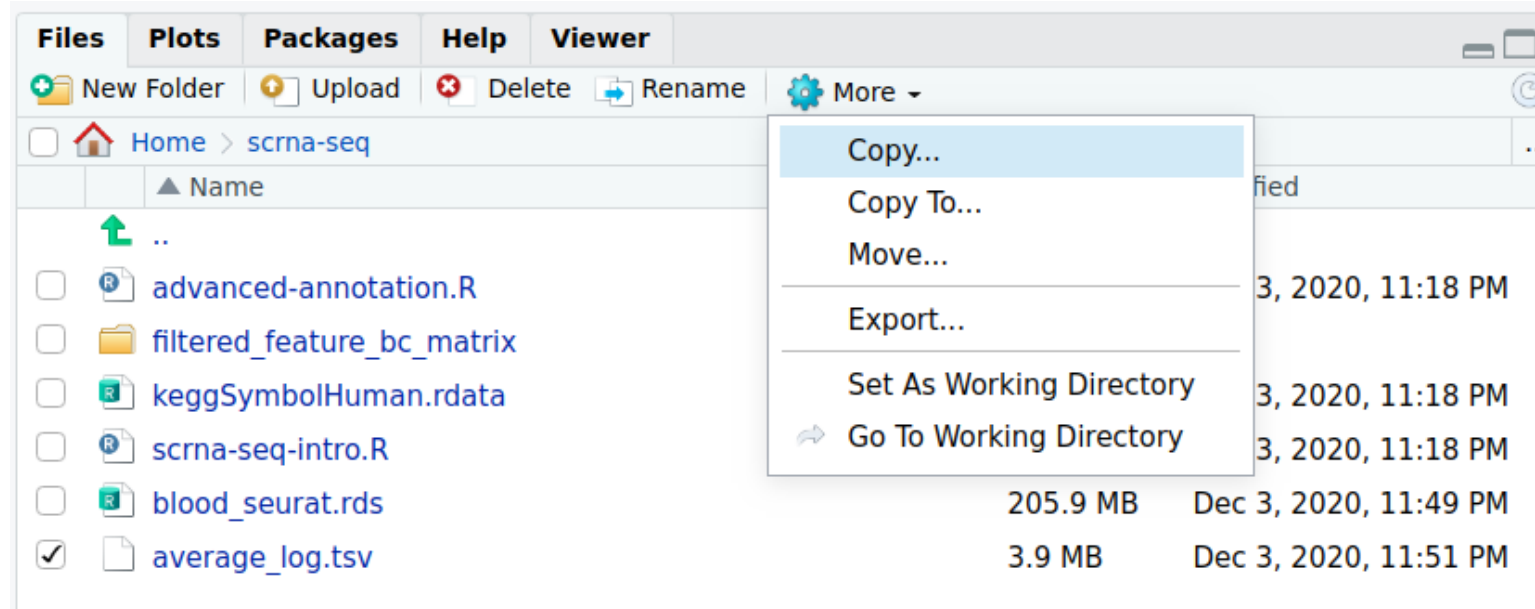 Files Plots Packages Help Viewer
New Folder Upload Delete Rename More
Home > scrna-seq
Copy...
Name
Copy To...
..
Move...
advanced-annotation.R 3, 2020, 11:18 PM
Export...
filtered_feature_bc_matrix
Set As Working Directory
keggSymbolHuman.rdata 3, 2020, 11:18 PM
Go To Working Directory
scrna-seq-intro.R 3, 2020, 11:18 PM
blood_seurat.rds 205.9 MB Dec 3, 2020, 11:49 PM
average_log.tsv 3.9 MB Dec 3, 2020, 11:51 PM